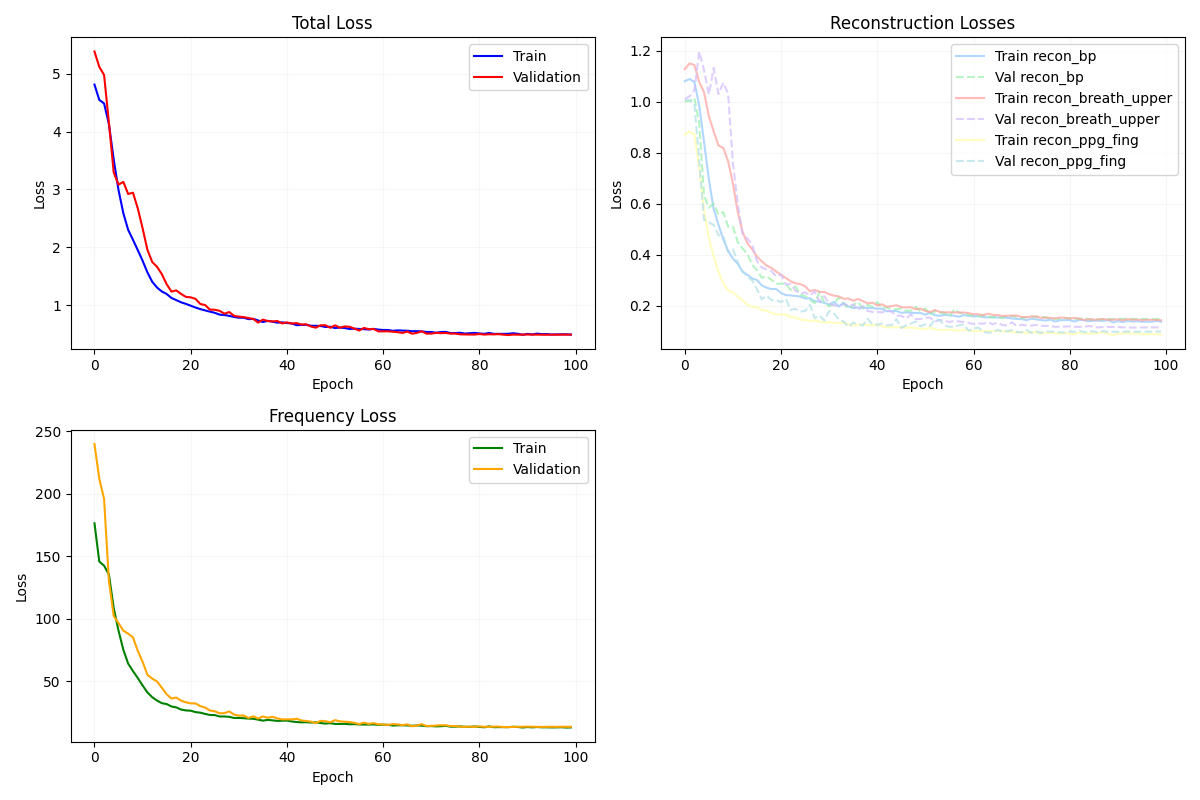 Total Loss
Loss
5
4
3
2
1
0
20
40
60
80
100
Epoch
Train
Validation
Reconstruction Losses
Loss
1.2
1.0
0.8
0.6
0.4
0.2
0
20
40
60
80
100
Epoch
Train recon_bp
Val recon_bp
Train recon_breath_upper
Val recon_breath_upper
Train recon_ppg_fing
Val recon_ppg_fing
Frequency Loss
Loss
250
200
150
100
50
0
20
40
60
80
100
Epoch
Train
Validation